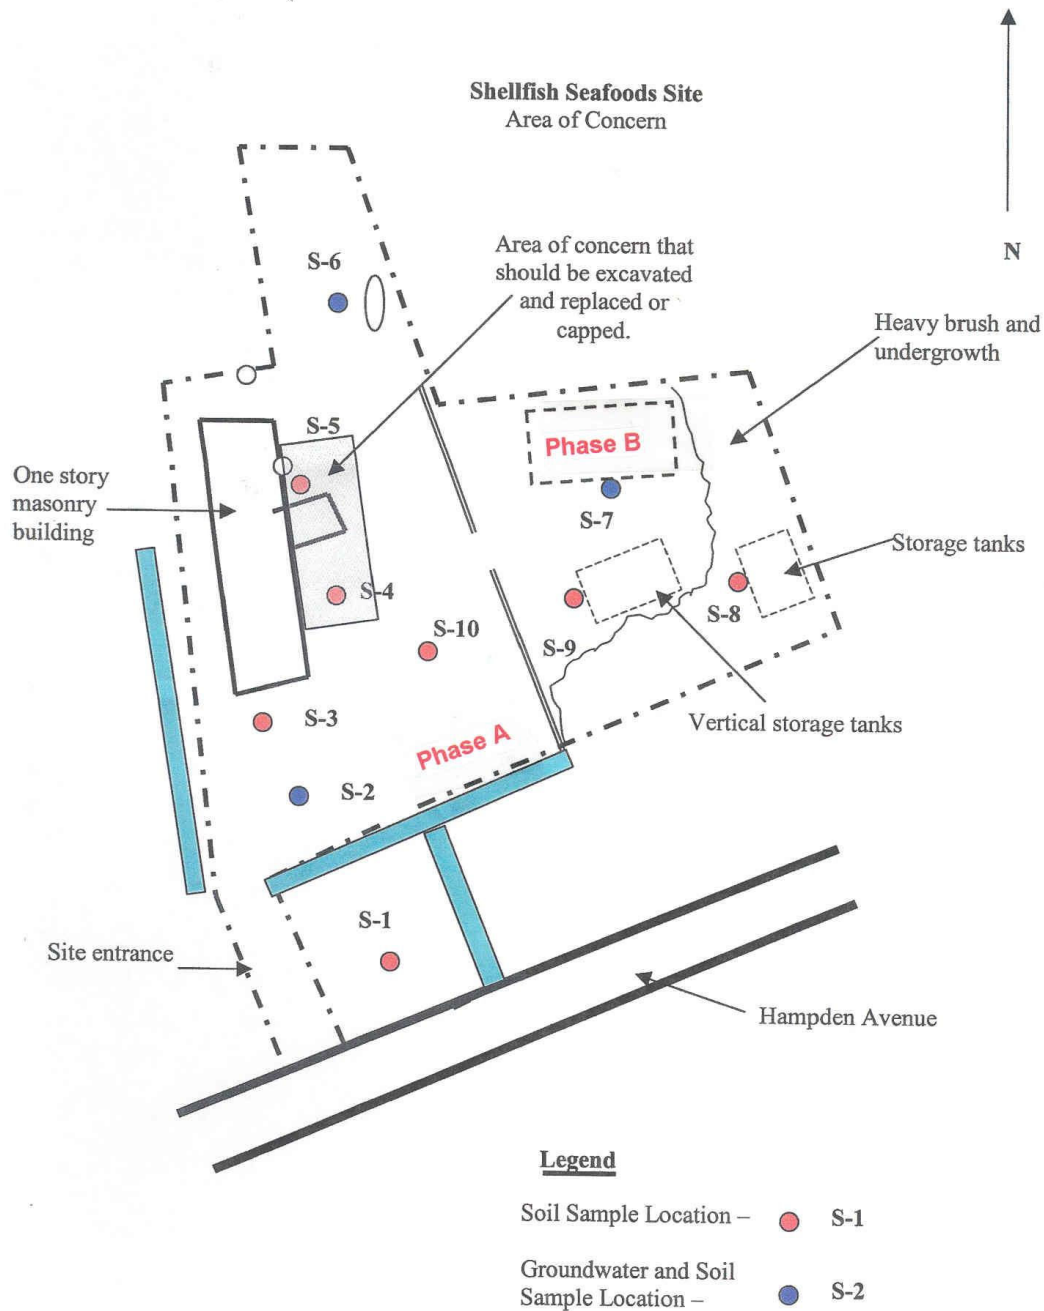 Shellfish Seafoods Site
Area of Concern
N
S-6
Area of concern that
should be excavated
and replaced or
capped.
Heavy brush and
undergrowth
S-5
Phase B
One story
masonry
building
S-7
Storage tanks
S-4
S-8
S-10
S-9
S-3
Vertical storage tanks
Phase A
S-2
S-1
Site entrance
Hampden Avenue
Legend
Soil Sample Location – S-1
Groundwater and Soil
Sample Location – S-2